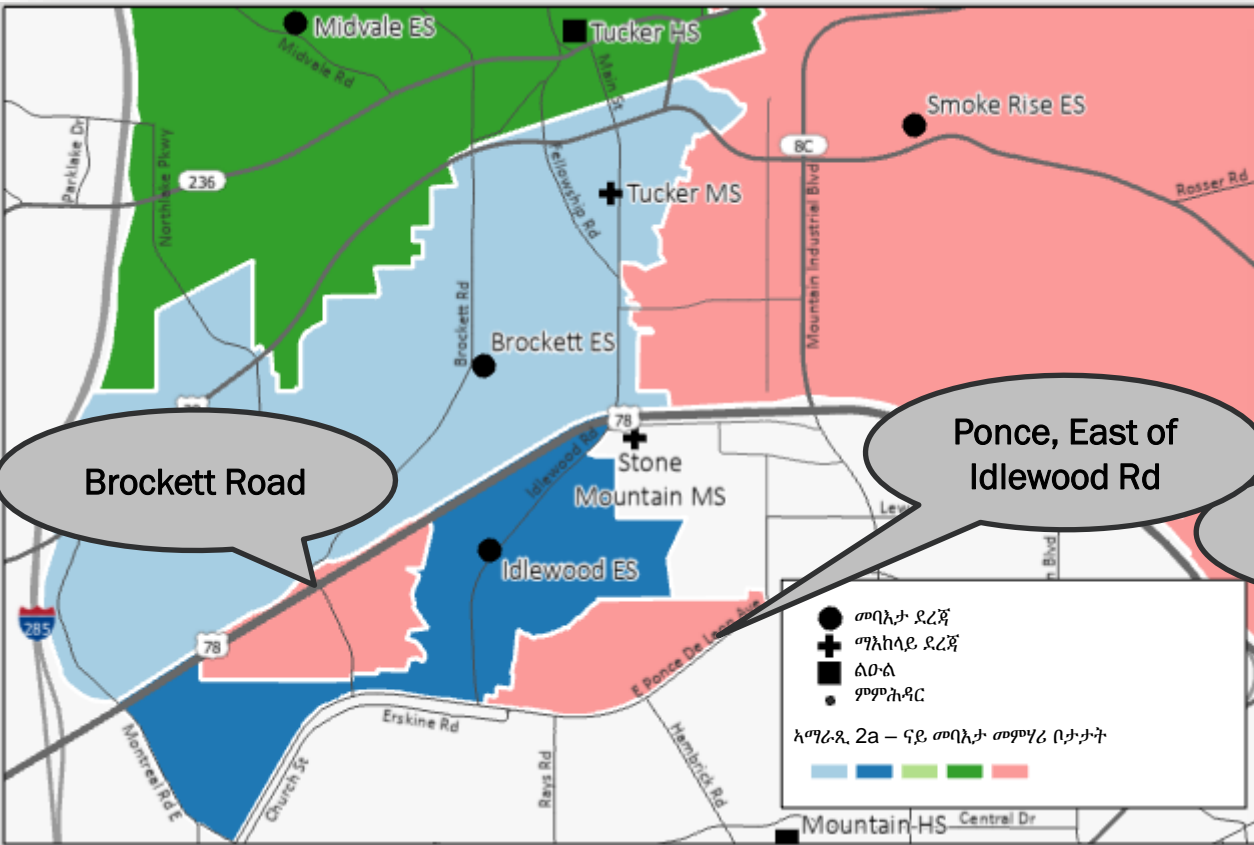 Midvale ES
Tucker HS
Midvale Rd
Main St
Smoke Rise ES
Parklake Dr
Northlake Pkwy
8C
236
Fellowship Rd
Tucker MS
Rosser Rd
Mountain Industrial Blvd
Brockett Rd
Brockett ES
78
Ponce, East of
Idlewood Rd
Brockett Road
Idlewood Rd
Stone
Mountain MS
Idlewood ES
285
78
E Ponce De Leon Ave
Erskine Rd
Montreal Rd E
Church St
Rays Rd
Hambrick Rd
መባእታ ደረጃ
ማእከላይ ደረጃ
ልዑል
ምምሕዳር
ኣማራጺ 2a – ናይ መባእታ መምሃሪ ቦታታት
Mountain HS
Central Dr